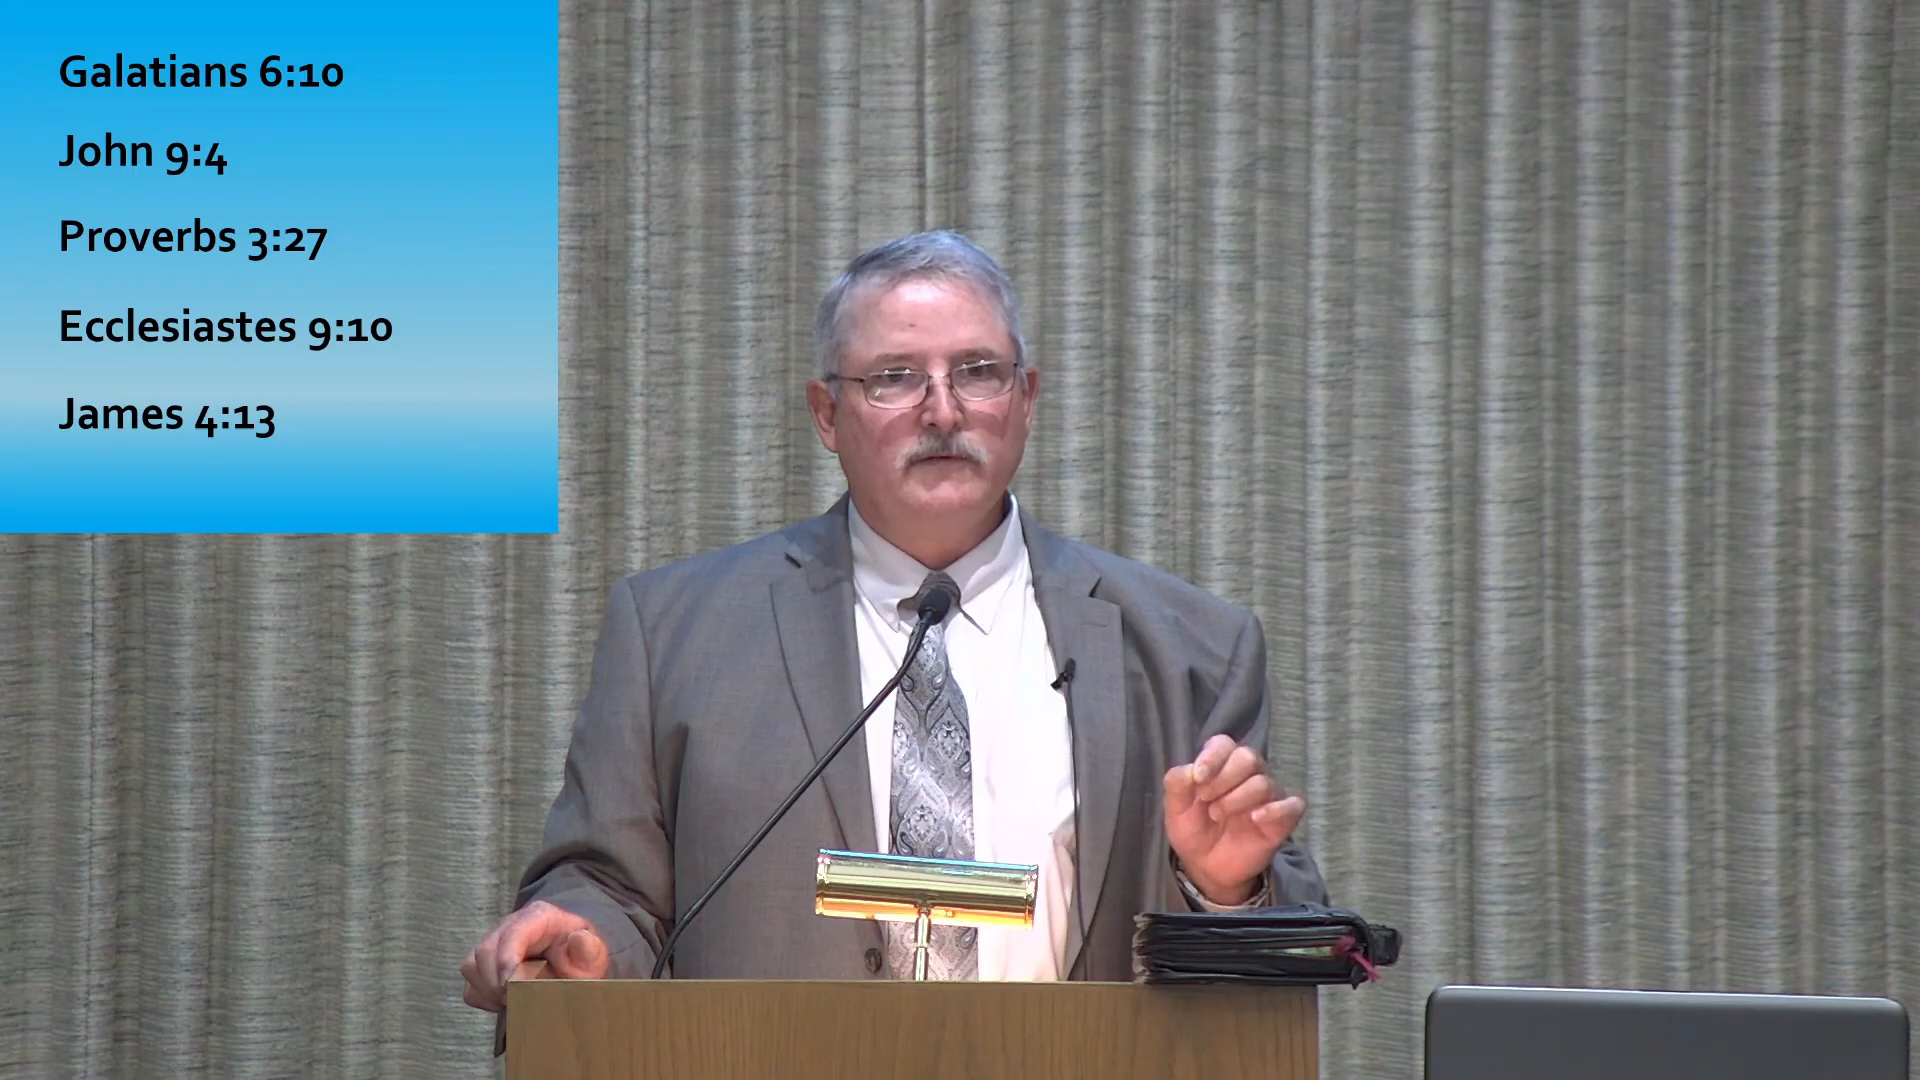 Galatians 6:10
John 9:4
Proverbs 3:27
Ecclesiastes 9:10
James 4:13